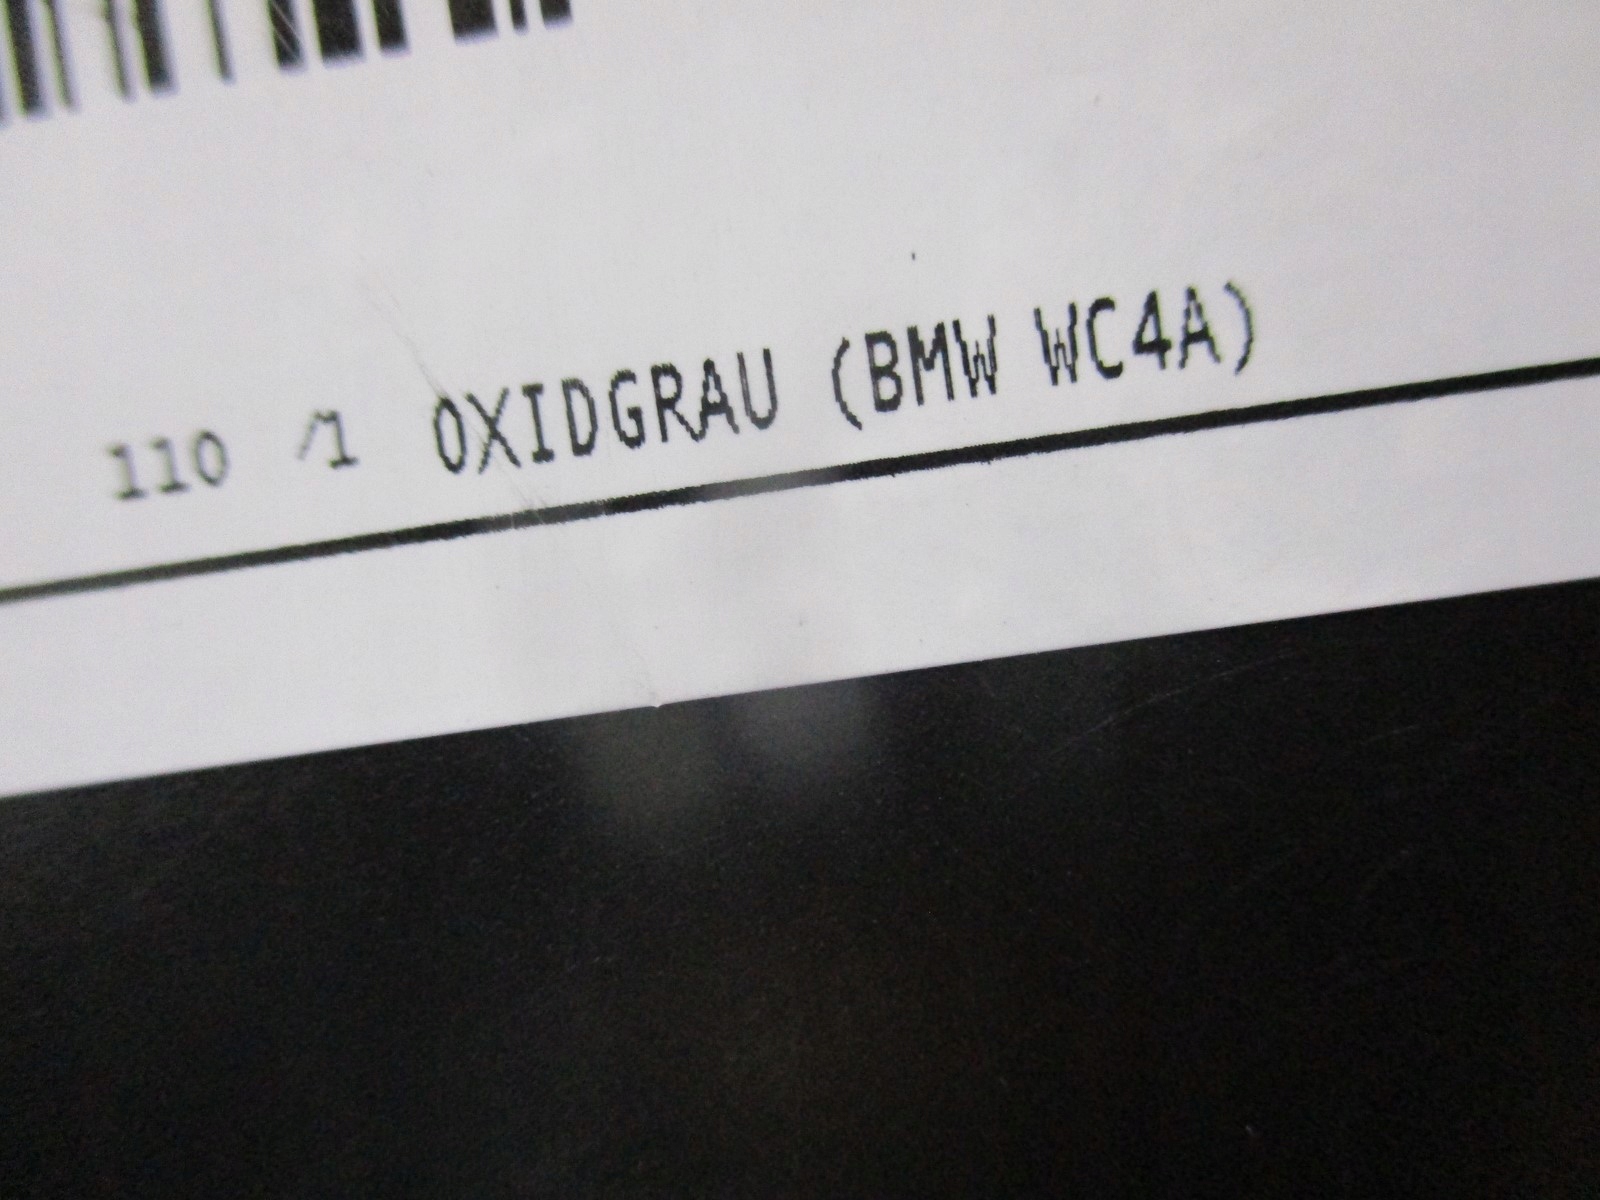 110 /1 OXIDGRAU (BMW WC4A)